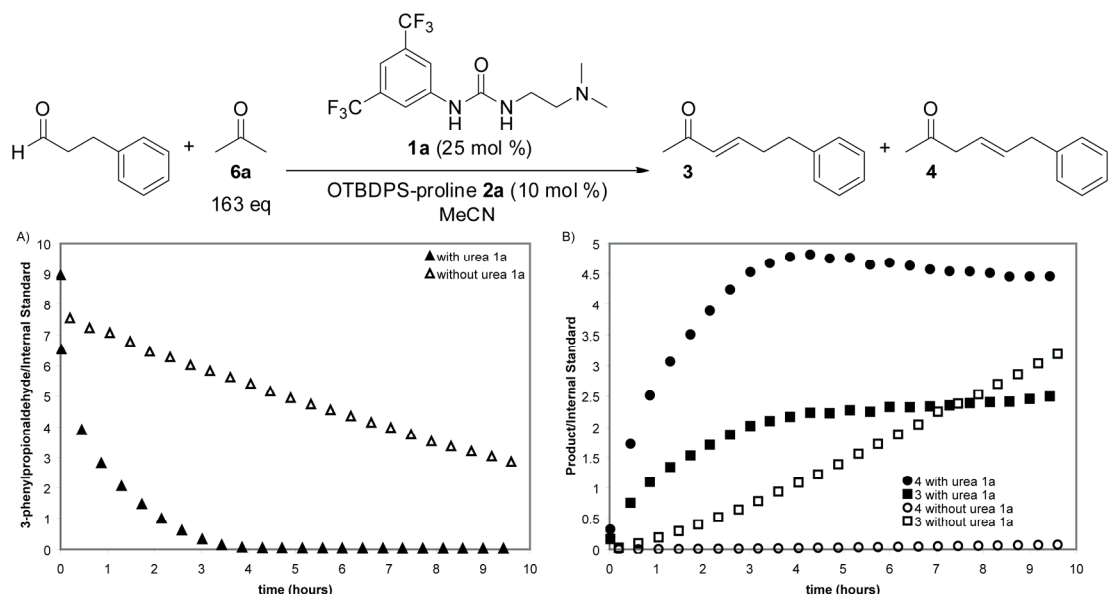 CF3
F3C
O
N
H
N
H
N
1a (25 mol %)
O
H
+
O
6a
163 eq
OTBDPS-proline 2a (10 mol %)
MeCN
O
3
+
O
4
A)
3-phenylpropionaldehyde/Internal Standard
10
9
8
7
6
5
4
3
2
1
0
▲ with urea 1a
△ without urea 1a
0 1 2 3 4 5 6 7 8 9 10
time (hours)
B)
Product/Internal Standard
5
4.5
4
3.5
3
2.5
2
1.5
1
0.5
0
● 4 with urea 1a
■ 3 with urea 1a
○ 4 without urea 1a
□ 3 without urea 1a
0 1 2 3 4 5 6 7 8 9 10
time (hours)